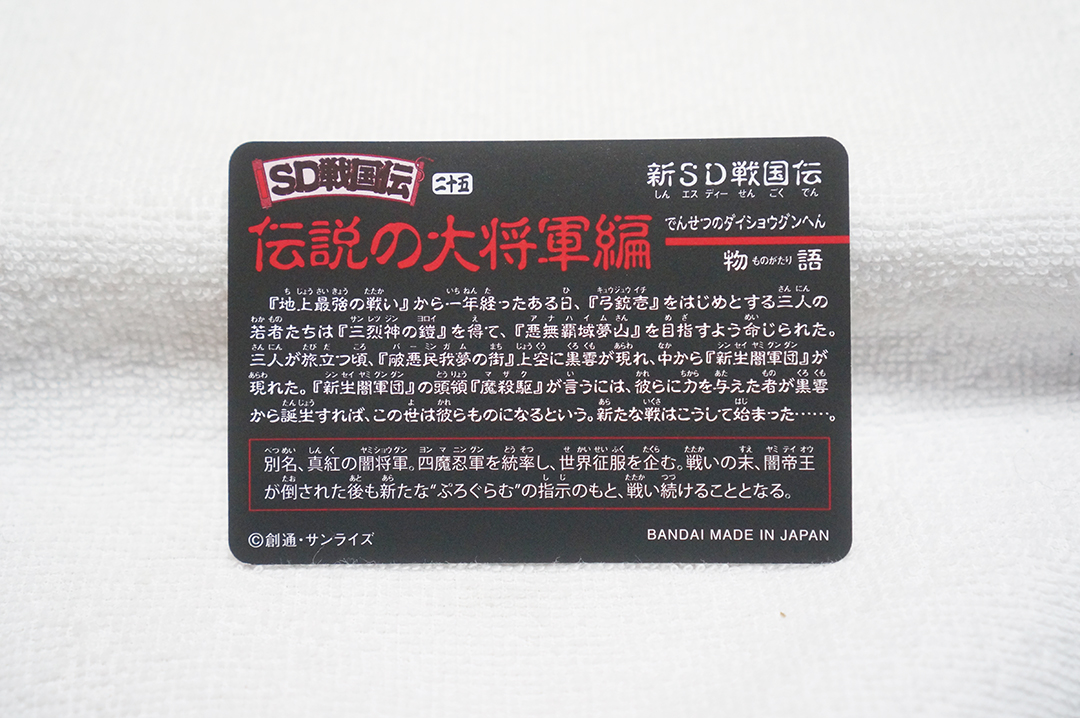 SD戦国伝 二十五
新SD戦国伝
しん エス ディー せん ごく でん
伝説の大将軍編
でんせつのダイショウグンヘん
物ものがたり語
『地上最強の戦い』から一年経ったある日、『弓銃壱』をはじめとする三人の
若者たちは『三烈神の鎧』を得て、『悪無覇域夢山』を目指すよう命じられた。
三人が旅立つ頃、『破悪民我夢の街』上空に黒雲が現れ、中から『新生闇軍団』が
現れた。『新生闇軍団』の頭領『魔殺駆』が言うには、彼らに力を与えた者が黒雲
から誕生すれば、この世は彼らものになるという。新たな戦はこうして始まった……。
別名、真紅の闇将軍。四魔忍軍を統率し、世界征服を企む。戦いの末、闇帝王
が倒された後も新たな“ぷろぐらむ”の指示のもと、戦い続けることとなる。
©創通・サンライズ
BANDAI MADE IN JAPAN